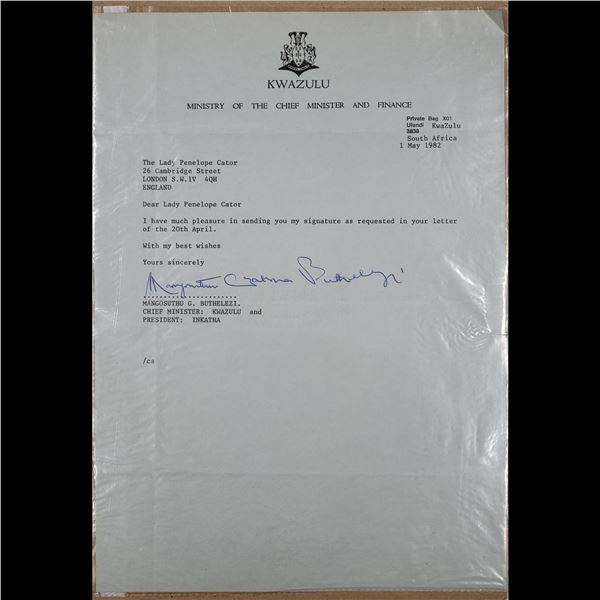 KWAZULU
MINISTRY OF THE CHIEF MINISTER AND FINANCE
Private Bag X01
Ulundi KwaZulu
3838
South Africa
1 May 1982
The Lady Penelope Cator
26 Cambridge Street
LONDON S.W.1V 4QH
ENGLAND
Dear Lady Penelope Cator
I have much pleasure in sending you my signature as requested in your letter
of the 20th April.
With my best wishes
Yours sincerely
Mangosuthu Gatsha Buthelezi
MANGOSUTHU G. BUTHELEZI.
CHIEF MINISTER: KWAZULU and
PRESIDENT: INKATHA
/cs